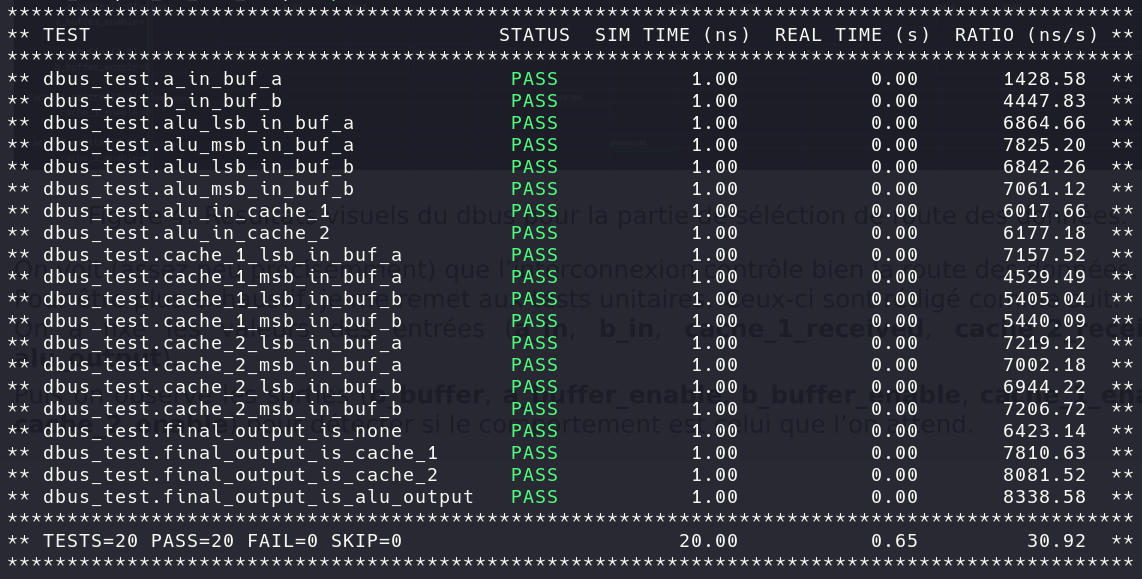 ******************************************************************************************
** TEST STATUS SIM TIME (ns) REAL TIME (s) RATIO (ns/s) **
******************************************************************************************
** dbus_test.a_in_buf_a PASS 1.00 0.00 1428.58 **
** dbus_test.b_in_buf_b PASS 1.00 0.00 4447.83 **
** dbus_test.alu_lsb_in_buf_a PASS 1.00 0.00 6864.66 **
** dbus_test.alu_msb_in_buf_a PASS 1.00 0.00 7825.20 **
** dbus_test.alu_lsb_in_buf_b PASS 1.00 0.00 6842.26 **
** dbus_test.alu_msb_in_buf_b PASS 1.00 0.00 7061.12 **
** dbus_test.alu_in_cache_1 PASS 1.00 0.00 6017.66 **
** dbus_test.alu_in_cache_2 PASS 1.00 0.00 6177.18 **
** dbus_test.cache_1_lsb_in_buf_a PASS 1.00 0.00 7157.52 **
** dbus_test.cache_1_msb_in_buf_a PASS 1.00 0.00 4529.49 **
** dbus_test.cache_1_lsb_in_buf_b PASS 1.00 0.00 5405.04 **
** dbus_test.cache_1_msb_in_buf_b PASS 1.00 0.00 5440.09 **
** dbus_test.cache_2_lsb_in_buf_a PASS 1.00 0.00 7219.12 **
** dbus_test.cache_2_msb_in_buf_a PASS 1.00 0.00 7002.18 **
** dbus_test.cache_2_lsb_in_buf_b PASS 1.00 0.00 6944.22 **
** dbus_test.cache_2_msb_in_buf_b PASS 1.00 0.00 7206.72 **
** dbus_test.final_output_is_none PASS 1.00 0.00 6423.14 **
** dbus_test.final_output_is_cache_1 PASS 1.00 0.00 7810.63 **
** dbus_test.final_output_is_cache_2 PASS 1.00 0.00 8081.52 **
** dbus_test.final_output_is_alu_output PASS 1.00 0.00 8338.58 **
******************************************************************************************
** TESTS=20 PASS=20 FAIL=0 SKIP=0 20.00 0.65 30.92 **
******************************************************************************************